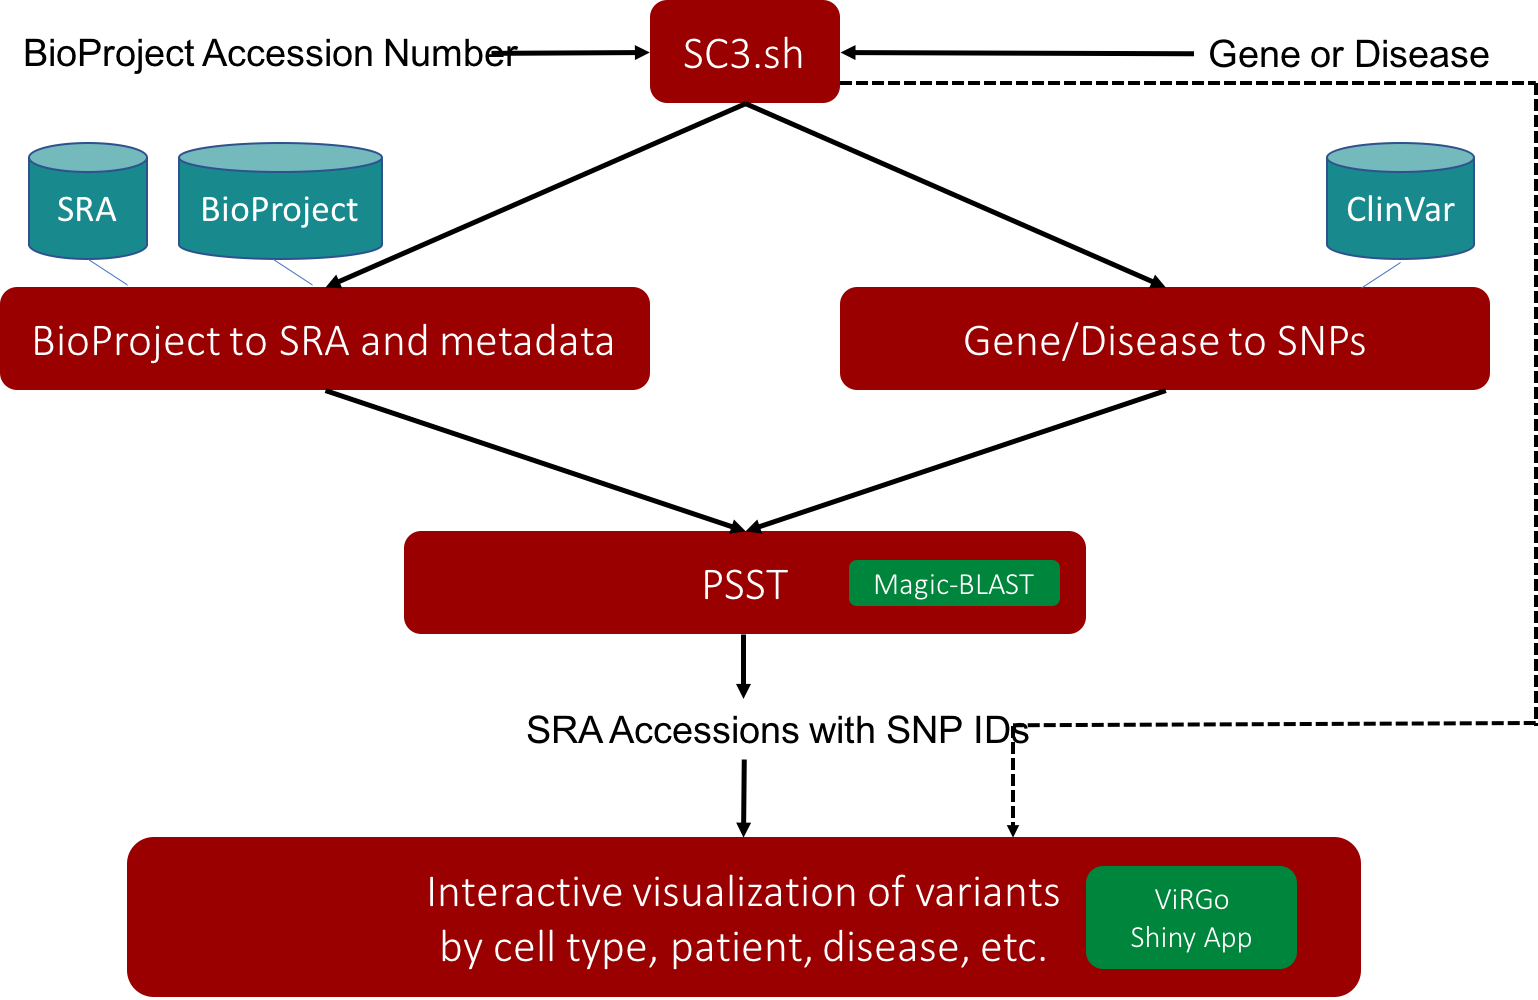 BioProject Accession Number
SC3.sh
Gene or Disease
SRA
BioProject
ClinVar
BioProject to SRA and metadata
Gene/Disease to SNPs
PSST
Magic-BLAST
SRA Accessions with SNP IDs
Interactive visualization of variants
by cell type, patient, disease, etc.
ViRGo
Shiny App